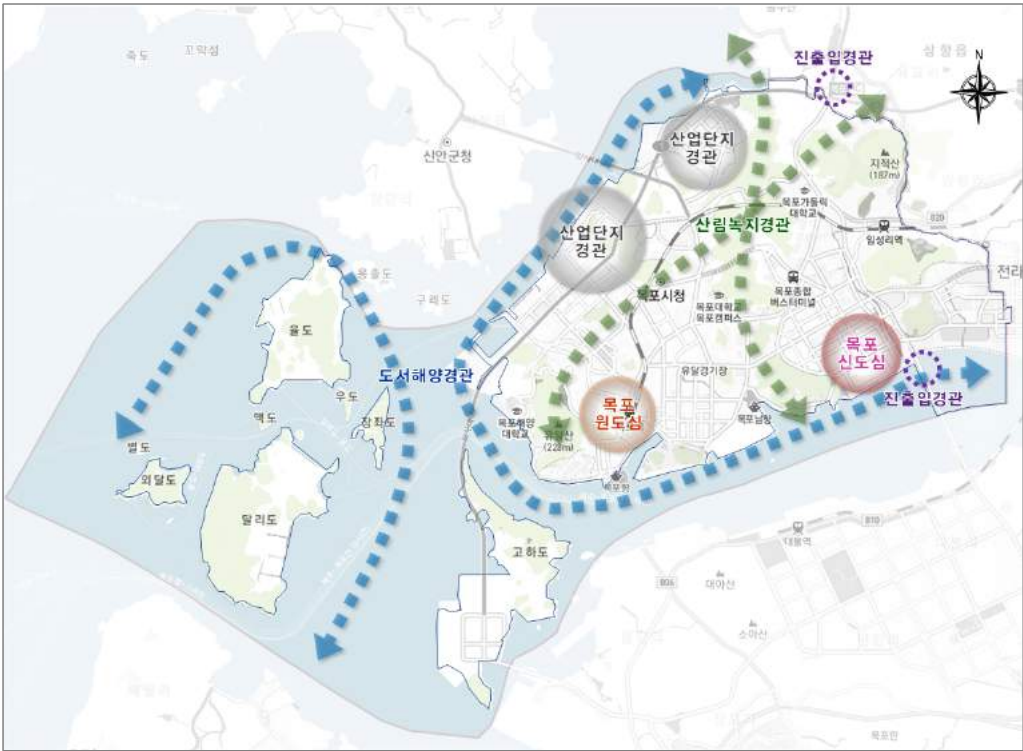 죽도
꼬막섬
신안군청
진출입경관
삼향읍
N
산업단지
경관
지적산
(187m)
목포가톨릭
대학교
820
산림녹지경관
임성리역
산업단지
경관
전라
목포시청
목포대학교
목포캠퍼스
목포종합
버스터미널
용출도
구례도
율도
목포
신도심
도서해양경관
유달경기장
진출입경관
우도
장좌도
맥도
목포
원도심
목포해양
대학교
유달산
(228m)
목포남항
별도
외달도
목포항
달리도
고하도
810
대불역
806
대아산
소아산